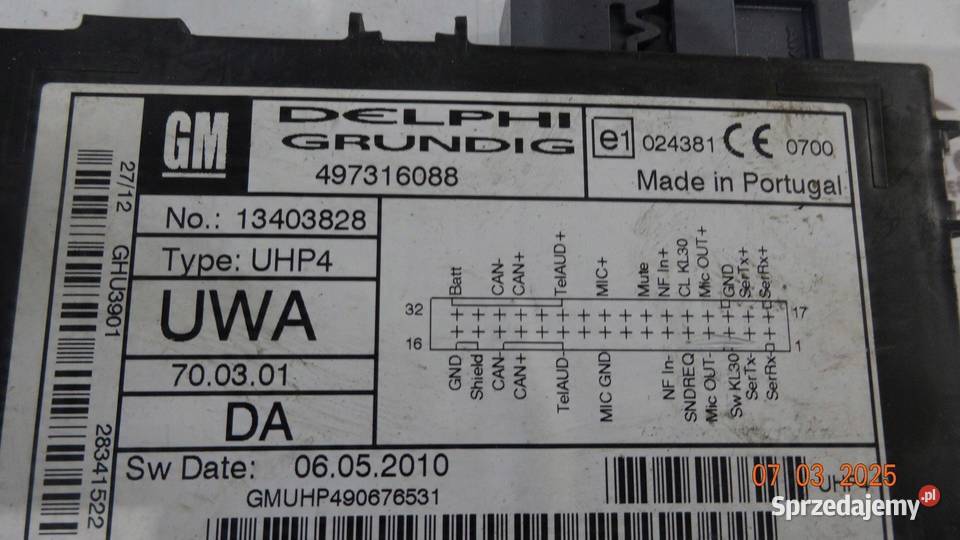 GM
DELPHI
GRUNDIG
497316088
e1 024381 CE 0700
Made in Portugal
No.: 13403828
Type: UHP4
UWA
70.03.01
DA
27/12 GHU3901 28341522
Batt CAN- CAN+ TelAUD+ MIC+ Mute NF In+ CL KL30 Mic OUT+ GND SerTx+ SerRx+
32 17
16 1
GND Shield CAN- CAN+ TelAUD- MIC GND NF In- SNDREQ Mic OUT- Sw KL30 SerTx- SerRx-
Sw Date: 06.05.2010
GMUHP490676531
UHP4
07 03 2025
Sprzedajemy.pl